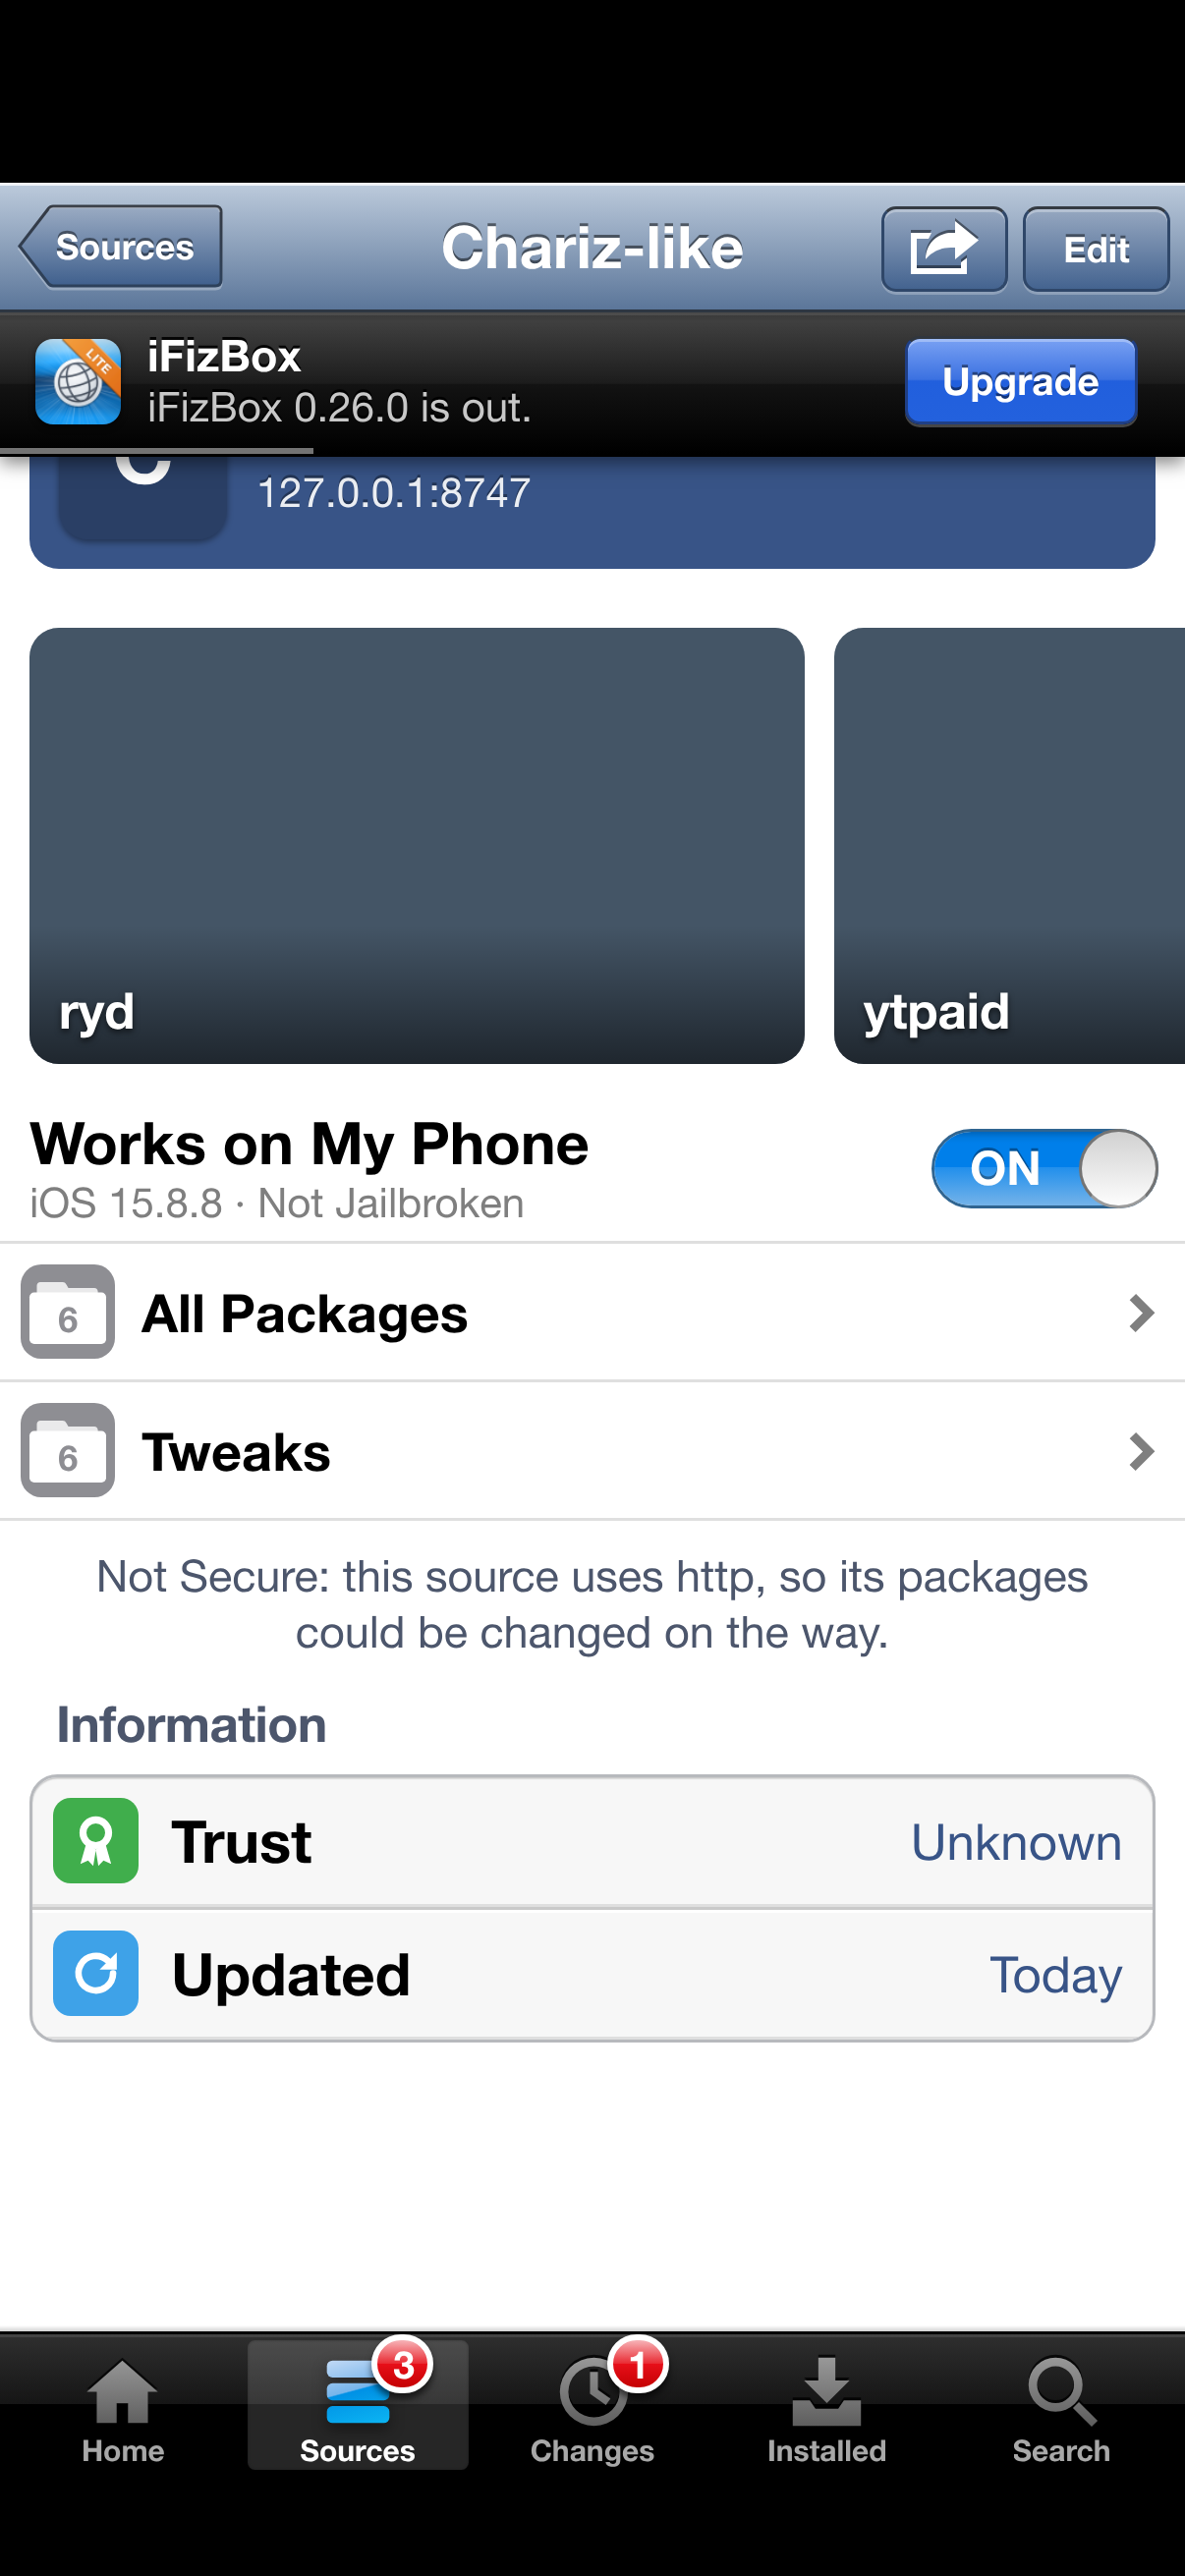 Sources
Chariz-like
Edit
LITE
iFizBox
iFizBox 0.26.0 is out.
Upgrade
127.0.0.1:8747
ryd
ytpaid
Works on My Phone
iOS 15.8.8 · Not Jailbroken
ON
6
All Packages
6
Tweaks
Not Secure: this source uses http, so its packages
could be changed on the way.
Information
Trust
Unknown
Updated
Today
3
1
Home
Sources
Changes
Installed
Search